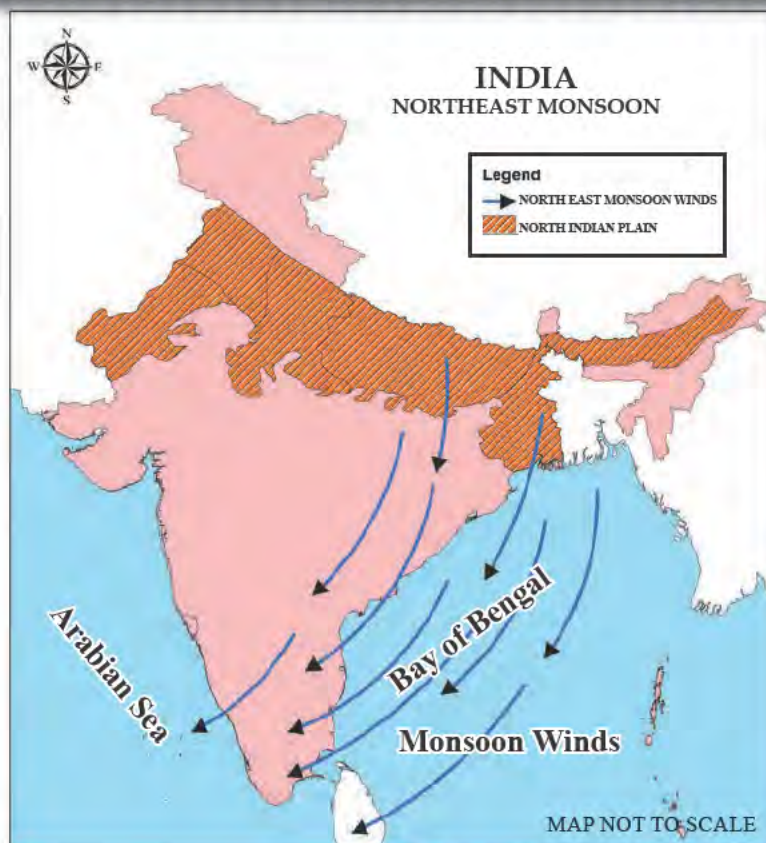 N
W E
S
INDIA
NORTHEAST MONSOON
Legend
NORTH EAST MONSOON WINDS
NORTH INDIAN PLAIN
Arabian Sea
Bay of Bengal
Monsoon Winds
MAP NOT TO SCALE